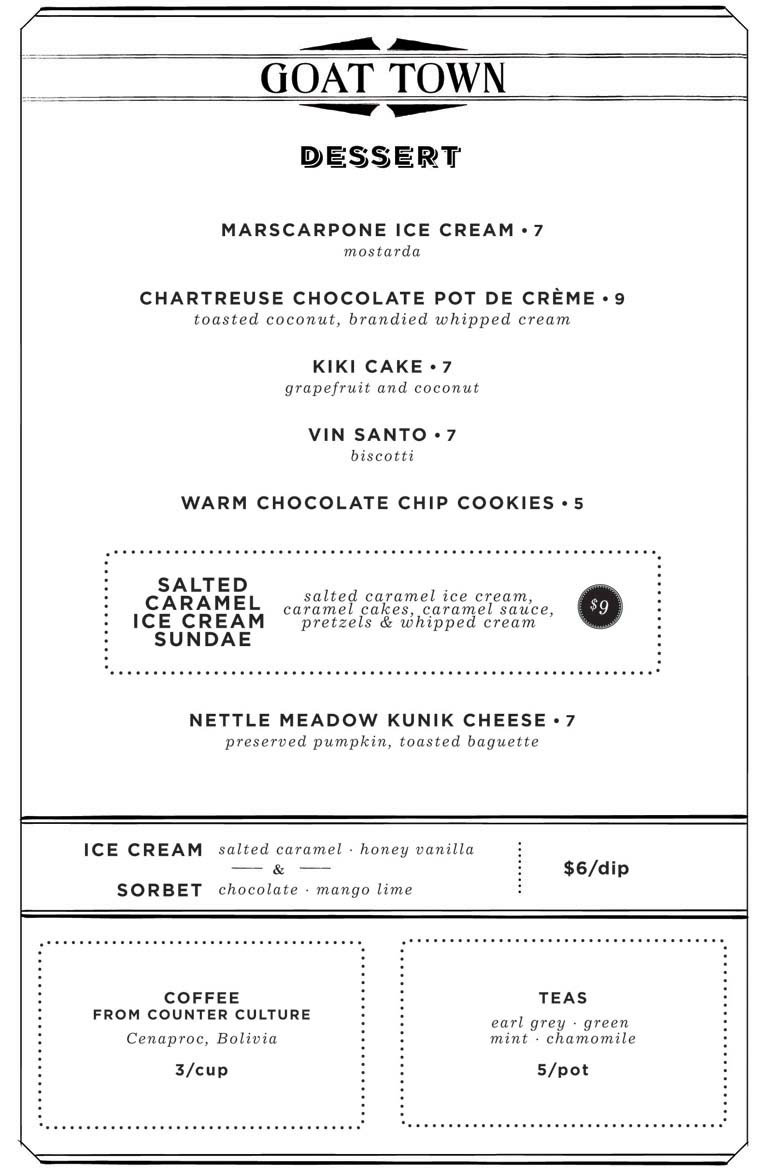 GOAT TOWN
DESSERT
MARSCARPONE ICE CREAM • 7
mostarda
CHARTREUSE CHOCOLATE POT DE CRÈME • 9
toasted coconut, brandied whipped cream
KIKI CAKE • 7
grapefruit and coconut
VIN SANTO • 7
biscotti
WARM CHOCOLATE CHIP COOKIES • 5
SALTED
CARAMEL
ICE CREAM
SUNDAE
salted caramel ice cream,
caramel cakes, caramel sauce,
pretzels & whipped cream
$9
NETTLE MEADOW KUNIK CHEESE • 7
preserved pumpkin, toasted baguette
ICE CREAM salted caramel · honey vanilla
&
SORBET chocolate · mango lime
$6/dip
COFFEE
FROM COUNTER CULTURE
Cenaproc, Bolivia
3/cup
TEAS
earl grey · green
mint · chamomile
5/pot